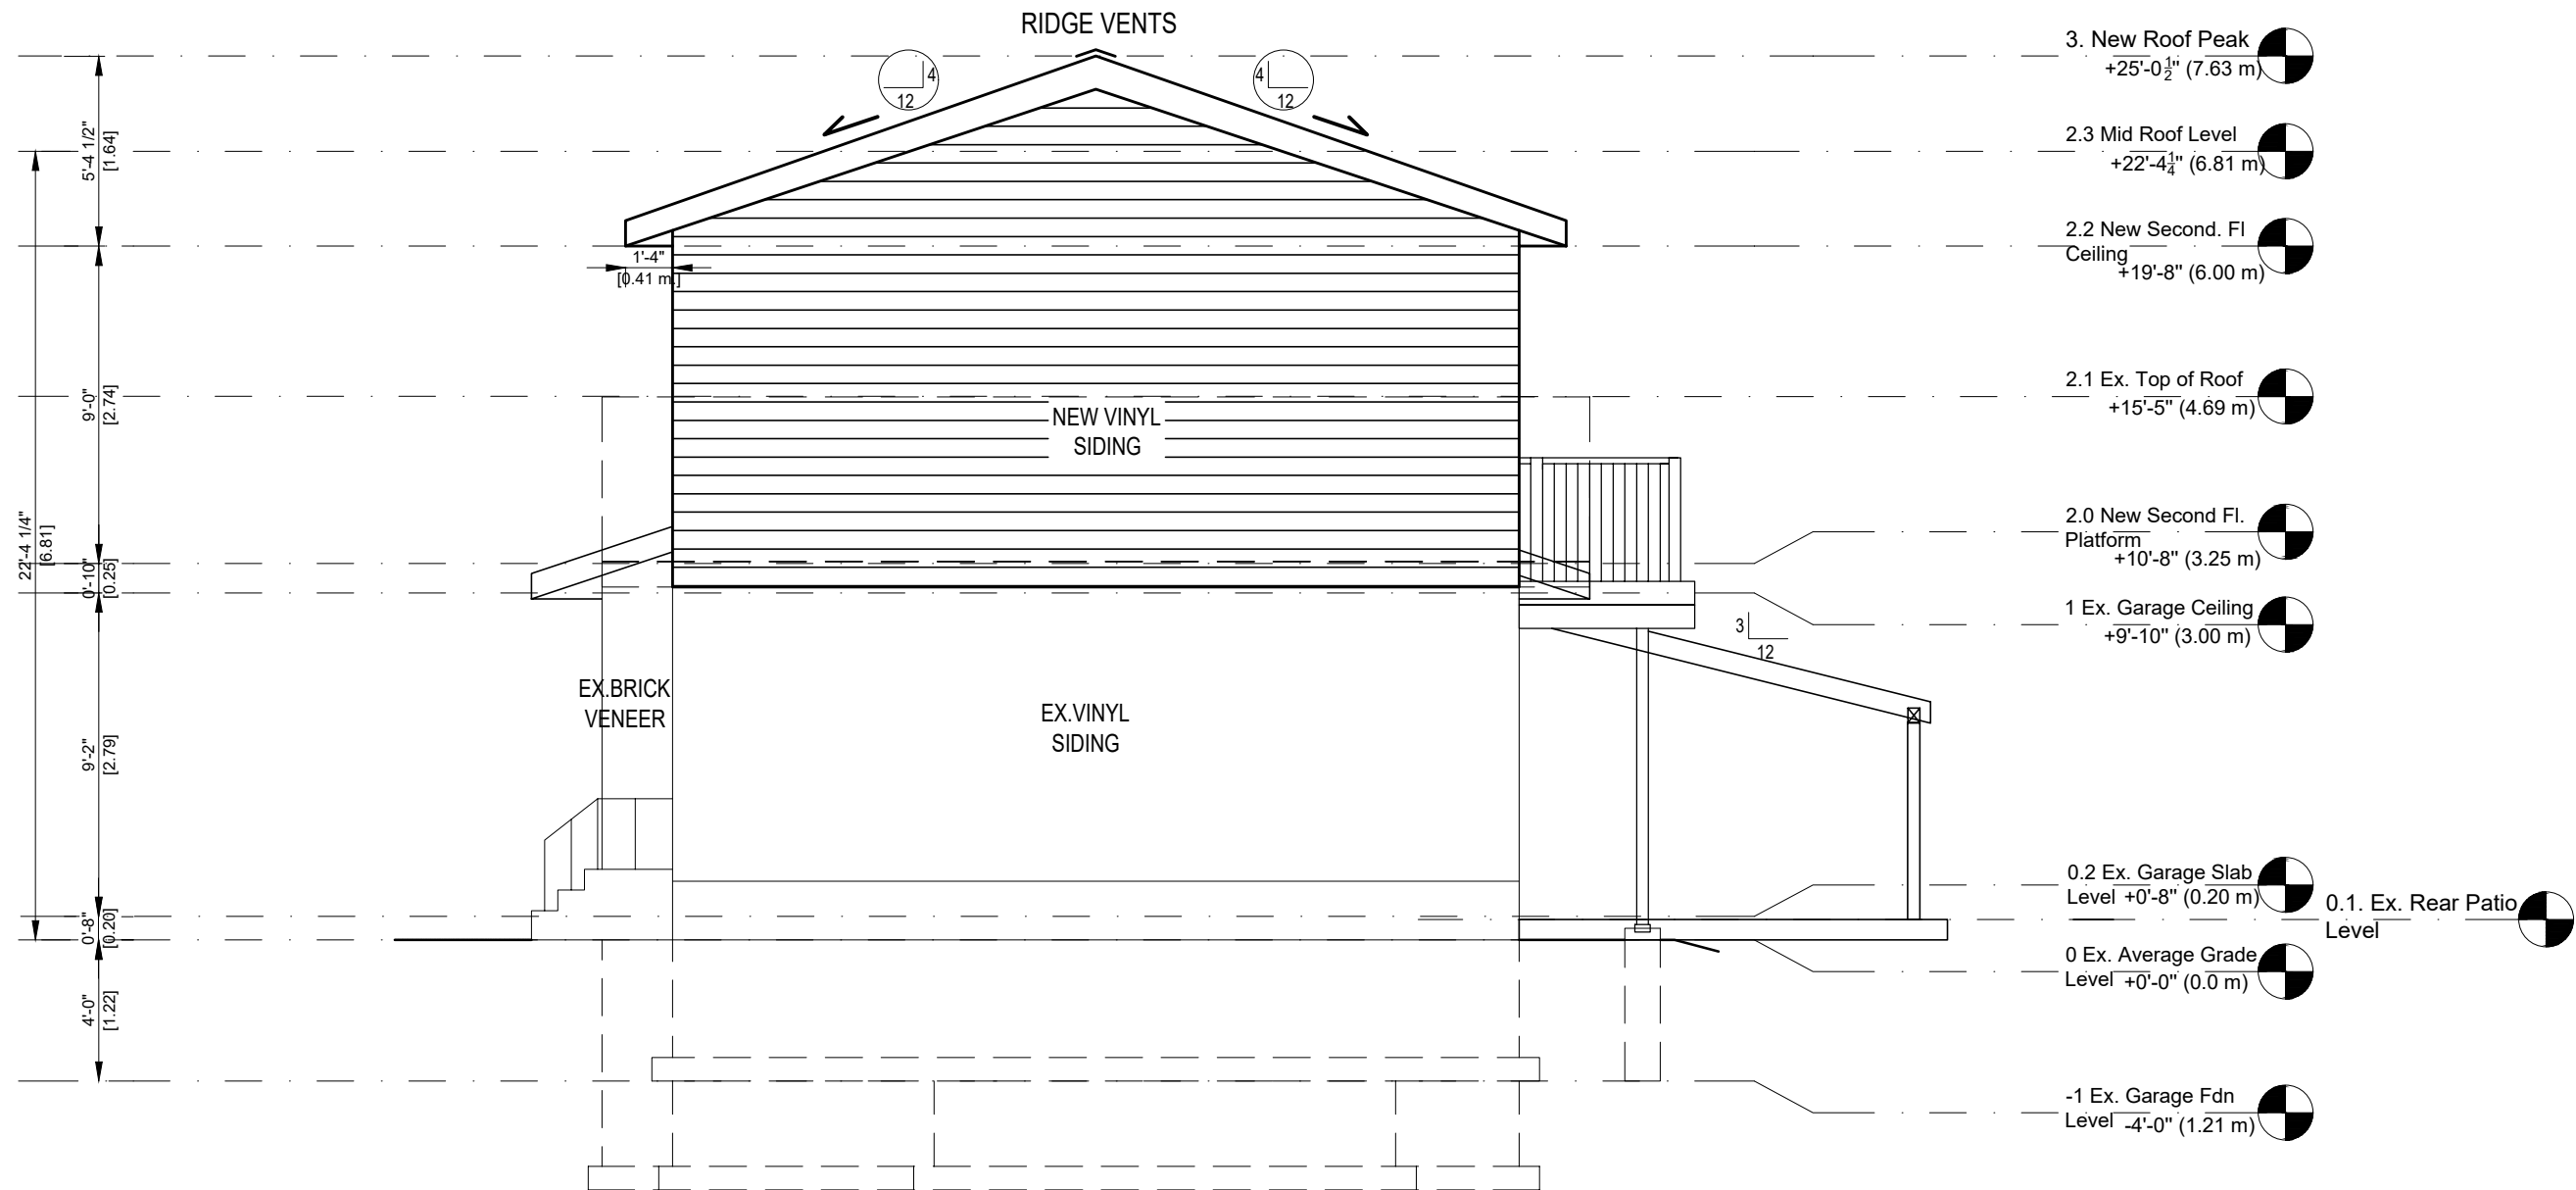 RIDGE VENTS
4
12
4
12
3. New Roof Peak
+25'-0 1/2" (7.63 m)
2.3 Mid Roof Level
+22'-4 1/4" (6.81 m)
2.2 New Second. Fl
Ceiling
+19'-8" (6.00 m)
2.1 Ex. Top of Roof
+15'-5" (4.69 m)
2.0 New Second Fl.
Platform
+10'-8" (3.25 m)
1 Ex. Garage Ceiling
+9'-10" (3.00 m)
0.2 Ex. Garage Slab
Level +0'-8" (0.20 m)
0.1. Ex. Rear Patio
Level
0 Ex. Average Grade
Level +0'-0" (0.0 m)
-1 Ex. Garage Fdn
Level -4'-0" (1.21 m)
5'-4 1/2"
[1.64]
9'-0"
[2.74]
22'-4 1/4"
[6.81]
0'-10"
[0.25]
9'-2"
[2.79]
0'-8"
[0.20]
4'-0"
[1.22]
1'-4"
[0.41 m.]
NEW VINYL
SIDING
EX.BRICK
VENEER
EX.VINYL
SIDING
3
12